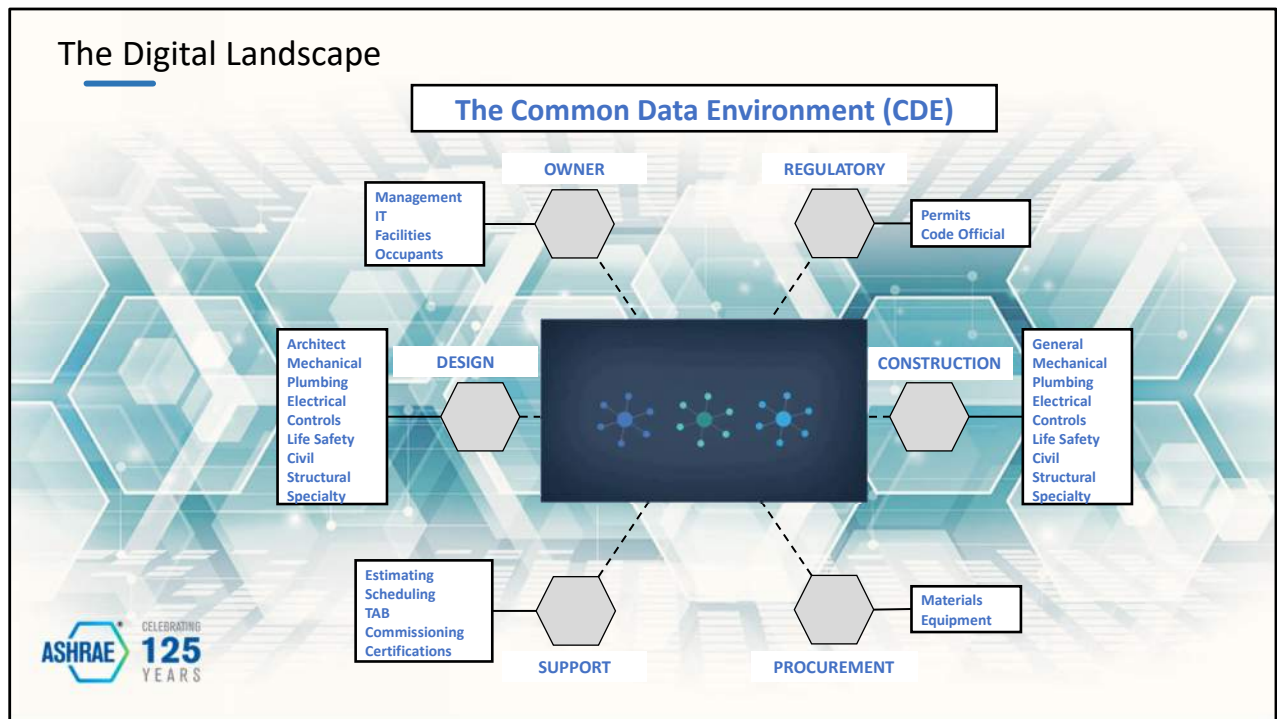 The Digital Landscape
The Common Data Environment (CDE)
OWNER
REGULATORY
Management
IT
Facilities
Occupants
Permits
Code Official
DESIGN
CONSTRUCTION
Architect
Mechanical
Plumbing
Electrical
Controls
Life Safety
Civil
Structural
Specialty
General
Mechanical
Plumbing
Electrical
Controls
Life Safety
Civil
Structural
Specialty
Estimating
Scheduling
TAB
Commissioning
Certifications
Materials
Equipment
SUPPORT
PROCUREMENT
ASHRAE
CELEBRATING
125
YEARS